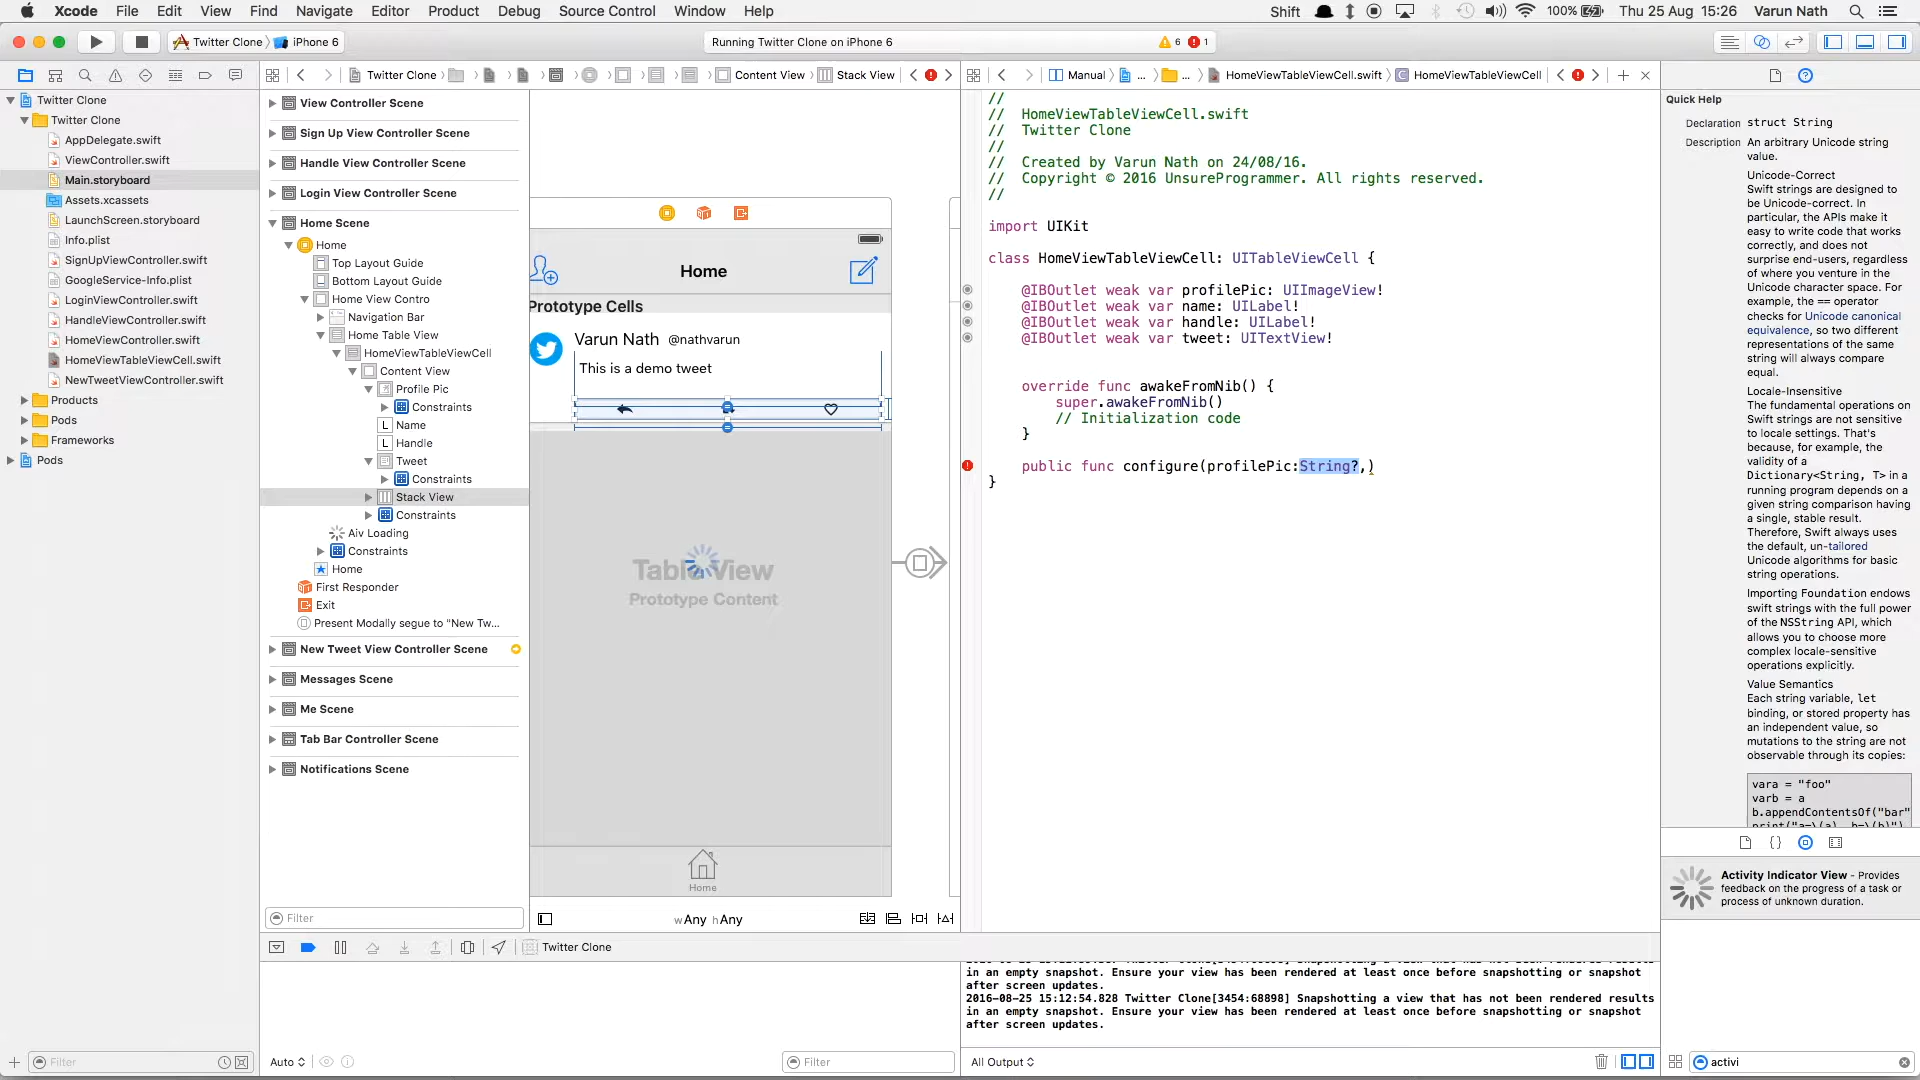 Xcode File Edit View Find Navigate Editor Product Debug Source Control Window Help Shift 100% Thu 25 Aug 15:26 Varun Nath
Twitter Clone iPhone 6
Running Twitter Clone on iPhone 6
6 1
Twitter Clone Content View Stack View
Manual ... ... HomeViewTableViewCell.swift HomeViewTableViewCell
Twitter Clone
Twitter Clone
AppDelegate.swift
ViewController.swift
Main.storyboard
Assets.xcassets
LaunchScreen.storyboard
Info.plist
SignUpViewController.swift
GoogleService-Info.plist
LoginViewController.swift
HandleViewController.swift
HomeViewController.swift
HomeViewTableViewCell.swift
NewTweetViewController.swift
Products
Pods
Frameworks
Pods
Filter
View Controller Scene
Sign Up View Controller Scene
Handle View Controller Scene
Login View Controller Scene
Home Scene
Home
Top Layout Guide
Bottom Layout Guide
Home View Contro
Navigation Bar
Home Table View
HomeViewTableViewCell
Content View
Profile Pic
Constraints
L Name
L Handle
Tweet
Constraints
Stack View
Constraints
Aiv Loading
Constraints
Home
First Responder
Exit
Present Modally segue to "New Tw...
New Tweet View Controller Scene
Messages Scene
Me Scene
Tab Bar Controller Scene
Notifications Scene
Filter
Home
Prototype Cells
Varun Nath @nathvarun
This is a demo tweet
Table View
Prototype Content
Home
wAny hAny
//
// HomeViewTableViewCell.swift
// Twitter Clone
//
// Created by Varun Nath on 24/08/16.
// Copyright © 2016 UnsureProgrammer. All rights reserved.
//
import UIKit
class HomeViewTableViewCell: UITableViewCell {
@IBOutlet weak var profilePic: UIImageView!
@IBOutlet weak var name: UILabel!
@IBOutlet weak var handle: UILabel!
@IBOutlet weak var tweet: UITextView!
override func awakeFromNib() {
super.awakeFromNib()
// Initialization code
}
public func configure(profilePic:String?,)
}
Twitter Clone
in an empty snapshot. Ensure your view has been rendered at least once before snapshotting or snapshot
after screen updates.
2016-08-25 15:12:54.828 Twitter Clone[3454:68898] Snapshotting a view that has not been rendered results
in an empty snapshot. Ensure your view has been rendered at least once before snapshotting or snapshot
after screen updates.
Auto
Filter
All Output
Quick Help
Declaration struct String
Description An arbitrary Unicode string
value.
Unicode-Correct
Swift strings are designed to
be Unicode-correct. In
particular, the APIs make it
easy to write code that works
correctly, and does not
surprise end-users, regardless
of where you venture in the
Unicode character space. For
example, the == operator
checks for Unicode canonical
equivalence, so two different
representations of the same
string will always compare
equal.
Locale-Insensitive
The fundamental operations on
Swift strings are not sensitive
to locale settings. That's
because, for example, the
validity of a
Dictionary<String, T> in a
running program depends on a
given string comparison having
a single, stable result.
Therefore, Swift always uses
the default, un-tailored
Unicode algorithms for basic
string operations.
Importing Foundation endows
swift strings with the full power
of the NSString API, which
allows you to choose more
complex locale-sensitive
operations explicitly.
Value Semantics
Each string variable, let
binding, or stored property has
an independent value, so
mutations to the string are not
observable through its copies:
vara = "foo"
varb = a
b.appendContentsOf("bar"
print("a=\(a), b=\(b)")
Activity Indicator View - Provides
feedback on the progress of a task or
process of unknown duration.
activi